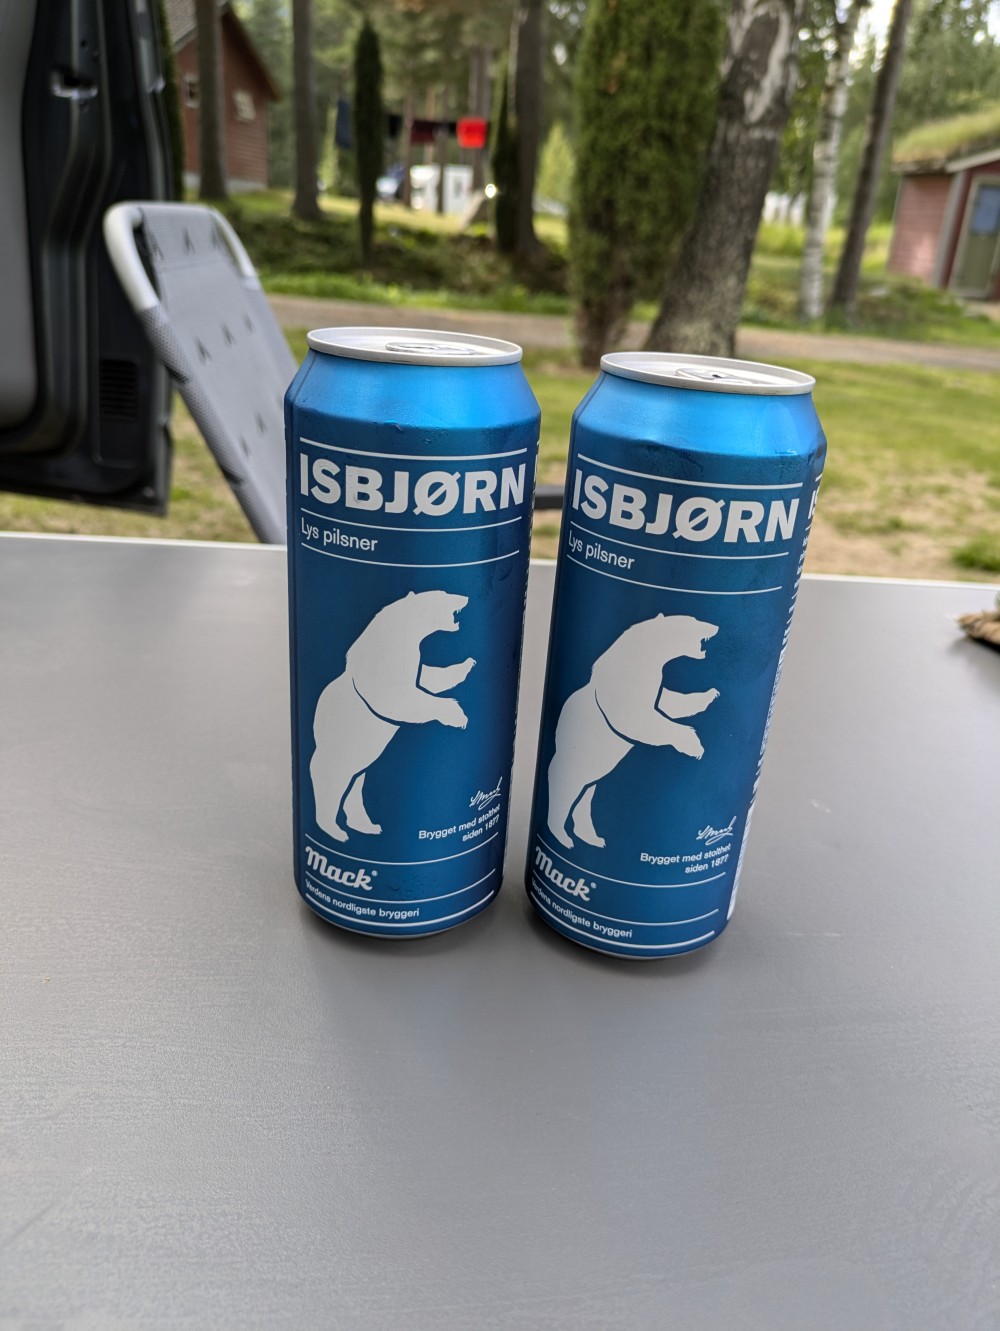 ISBJØRN
Lys pilsner
Brygget med stolthet
siden 1877
Mack®
Verdens nordligste bryggeri
ISBJØRN
Lys pilsner
Brygget med stolthet
siden 1877
Mack®
Verdens nordligste bryggeri